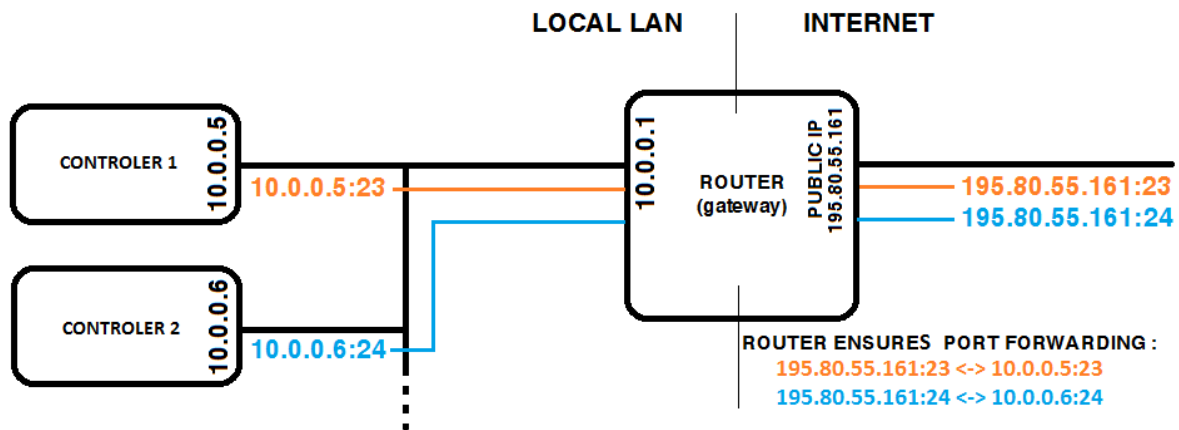 LOCAL LAN
INTERNET
CONTROLER 1
10.0.0.5
10.0.0.5:23
10.0.0.1
ROUTER
(gateway)
PUBLIC IP
195.80.55.161
195.80.55.161:23
195.80.55.161:24
CONTROLER 2
10.0.0.6
10.0.0.6:24
ROUTER ENSURES PORT FORWARDING :
195.80.55.161:23 <-> 10.0.0.5:23
195.80.55.161:24 <-> 10.0.0.6:24